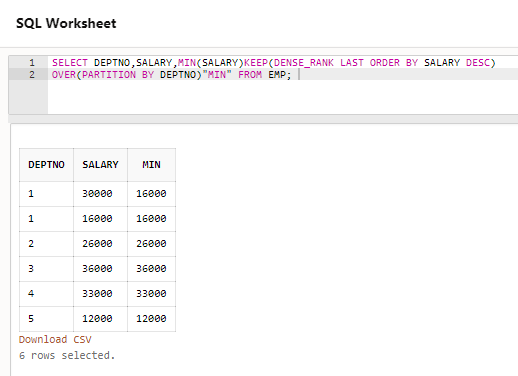 SQL Worksheet
1 SELECT DEPTNO,SALARY,MIN(SALARY)KEEP(DENSE_RANK LAST ORDER BY SALARY DESC)
2 OVER(PARTITION BY DEPTNO)"MIN" FROM EMP;
DEPTNO SALARY MIN
1 30000 16000
1 16000 16000
2 26000 26000
3 36000 36000
4 33000 33000
5 12000 12000
Download CSV
6 rows selected.